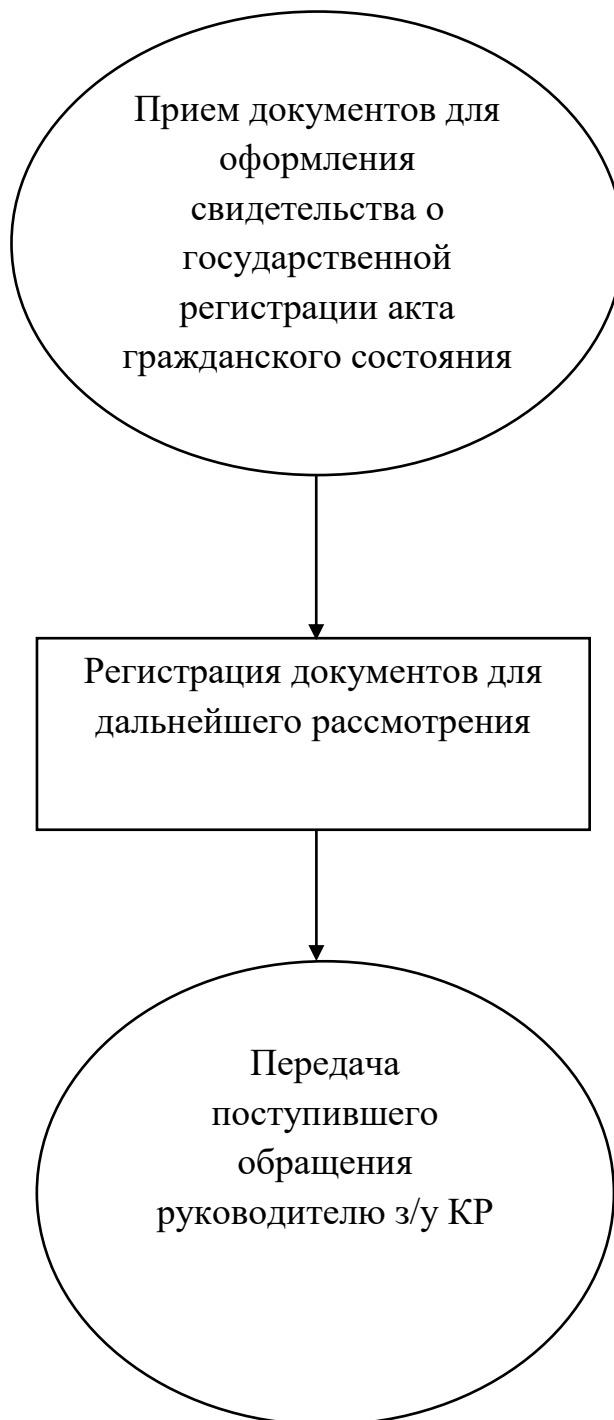 Прием документов для
оформления
свидетельства о
государственной
регистрации акта
гражданского состояния
Регистрация документов для
дальнейшего рассмотрения
Передача
поступившего
обращения
руководителю з/у КР